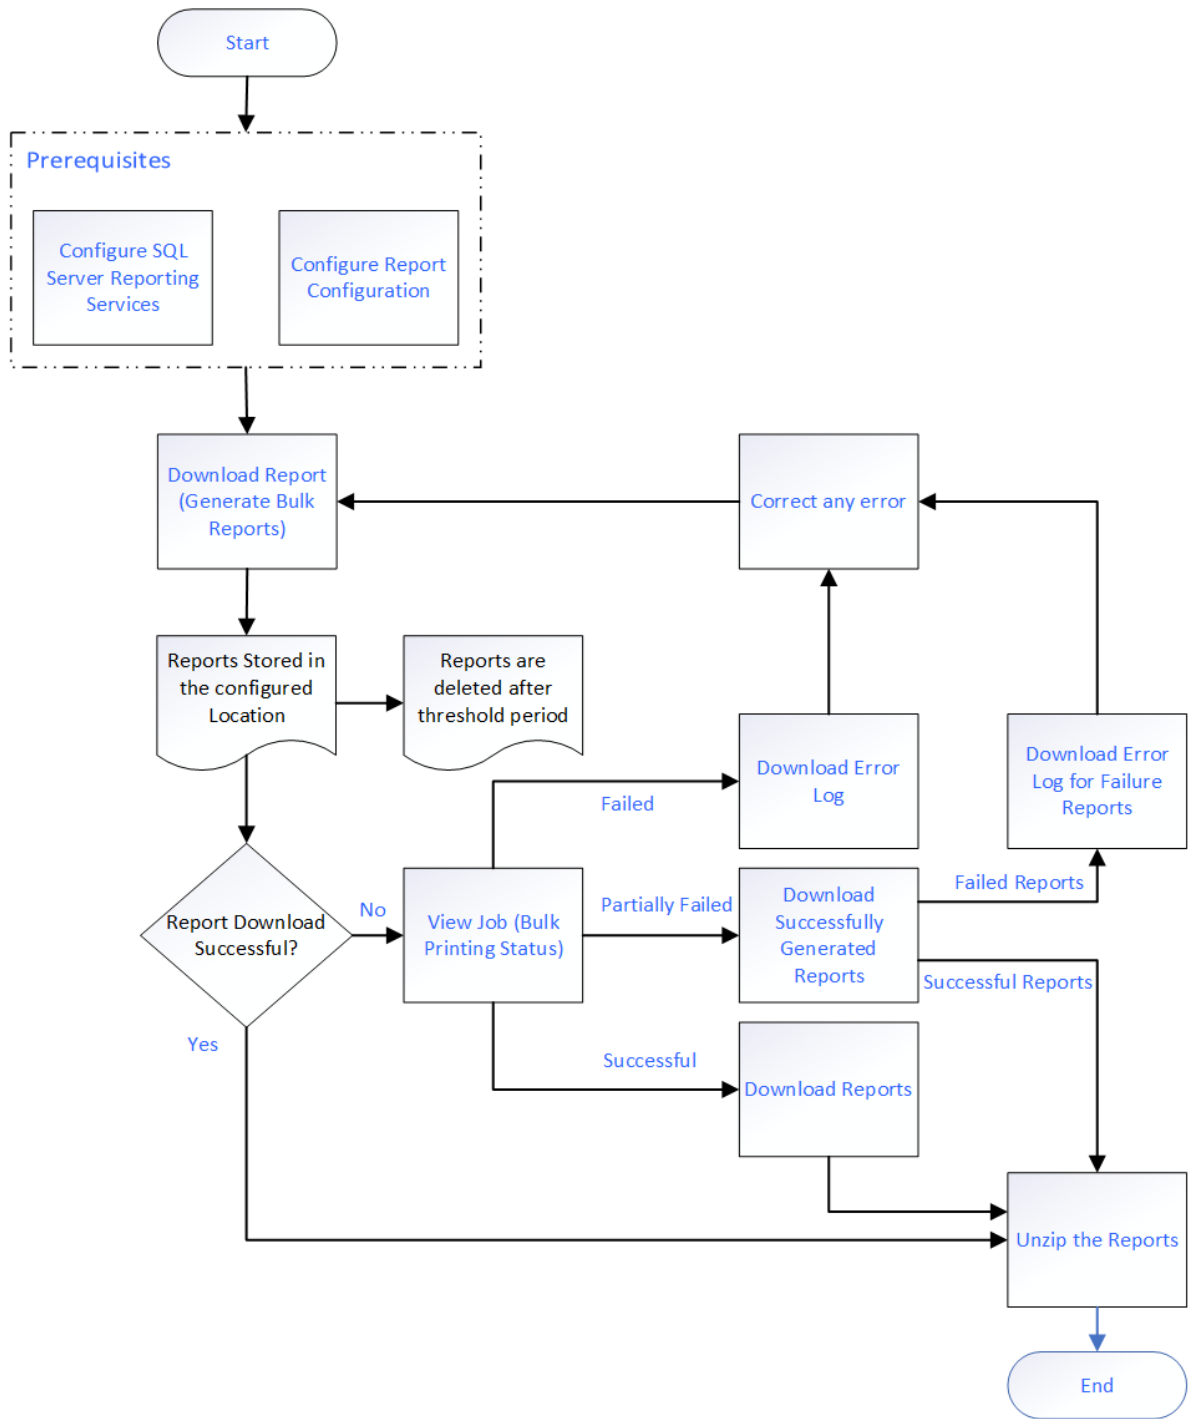 Start
Prerequisites
Configure SQL
Server Reporting
Services
Configure Report
Configuration
Download Report
(Generate Bulk
Reports)
Correct any error
Reports Stored in
the configured
Location
Reports are
deleted after
threshold period
Download Error
Log
Download Error
Log for Failure
Reports
Failed
Report Download
Successful?
No
View Job (Bulk
Printing Status)
Partially Failed
Download
Successfully
Generated
Reports
Failed Reports
Successful Reports
Yes
Successful
Download Reports
Unzip the Reports
End